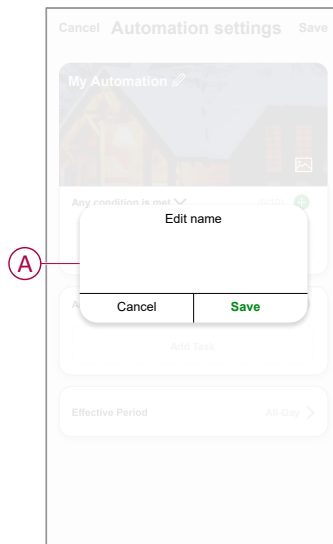 Cancel Automation settings Save
My Automation
Any condition is met
Edit name
A
Cancel Save
Add Task
Effective Period All-Day